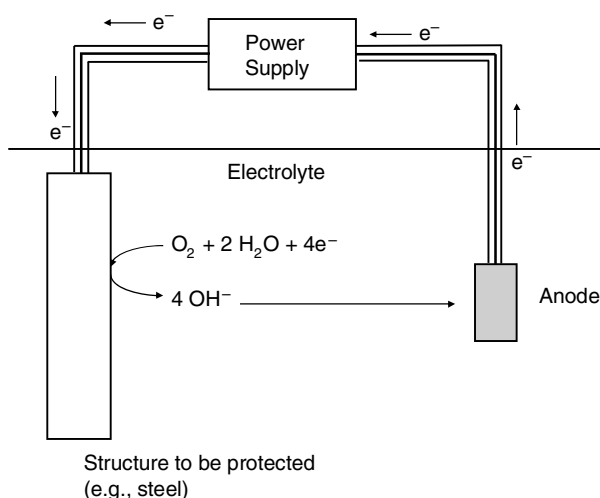 e⁻
e⁻
Power
Supply
e⁻
e⁻
Electrolyte
O₂ + 2 H₂O + 4e⁻
4 OH⁻
Anode
Structure to be protected
(e.g., steel)